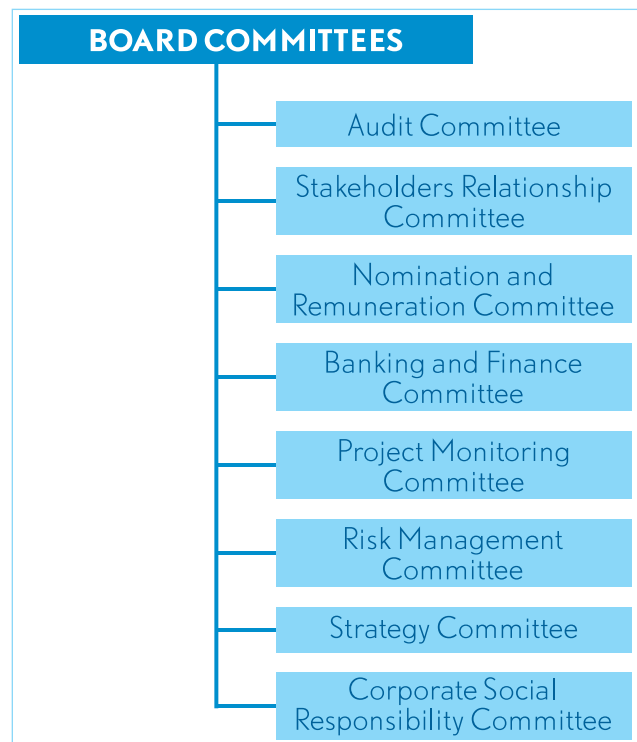 BOARD COMMITTEES
Audit Committee
Stakeholders Relationship
Committee
Nomination and
Remuneration Committee
Banking and Finance
Committee
Project Monitoring
Committee
Risk Management
Committee
Strategy Committee
Corporate Social
Responsibility Committee